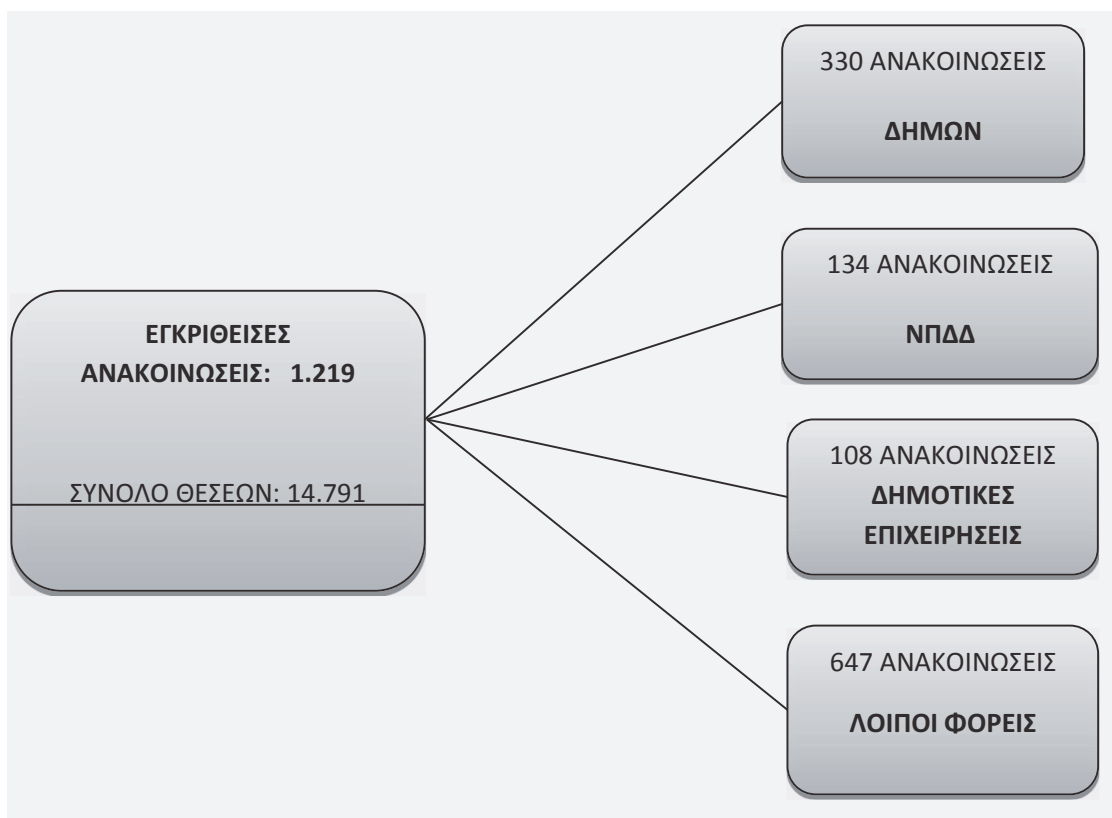 ΕΓΚΡΙΘΕΙΣΕΣ
ΑΝΑΚΟΙΝΩΣΕΙΣ: 1.219
ΣΥΝΟΛΟ ΘΕΣΕΩΝ: 14.791
330 ΑΝΑΚΟΙΝΩΣΕΙΣ
ΔΗΜΩΝ
134 ΑΝΑΚΟΙΝΩΣΕΙΣ
ΝΠΔΔ
108 ΑΝΑΚΟΙΝΩΣΕΙΣ
ΔΗΜΟΤΙΚΕΣ
ΕΠΙΧΕΙΡΗΣΕΙΣ
647 ΑΝΑΚΟΙΝΩΣΕΙΣ
ΛΟΙΠΟΙ ΦΟΡΕΙΣ